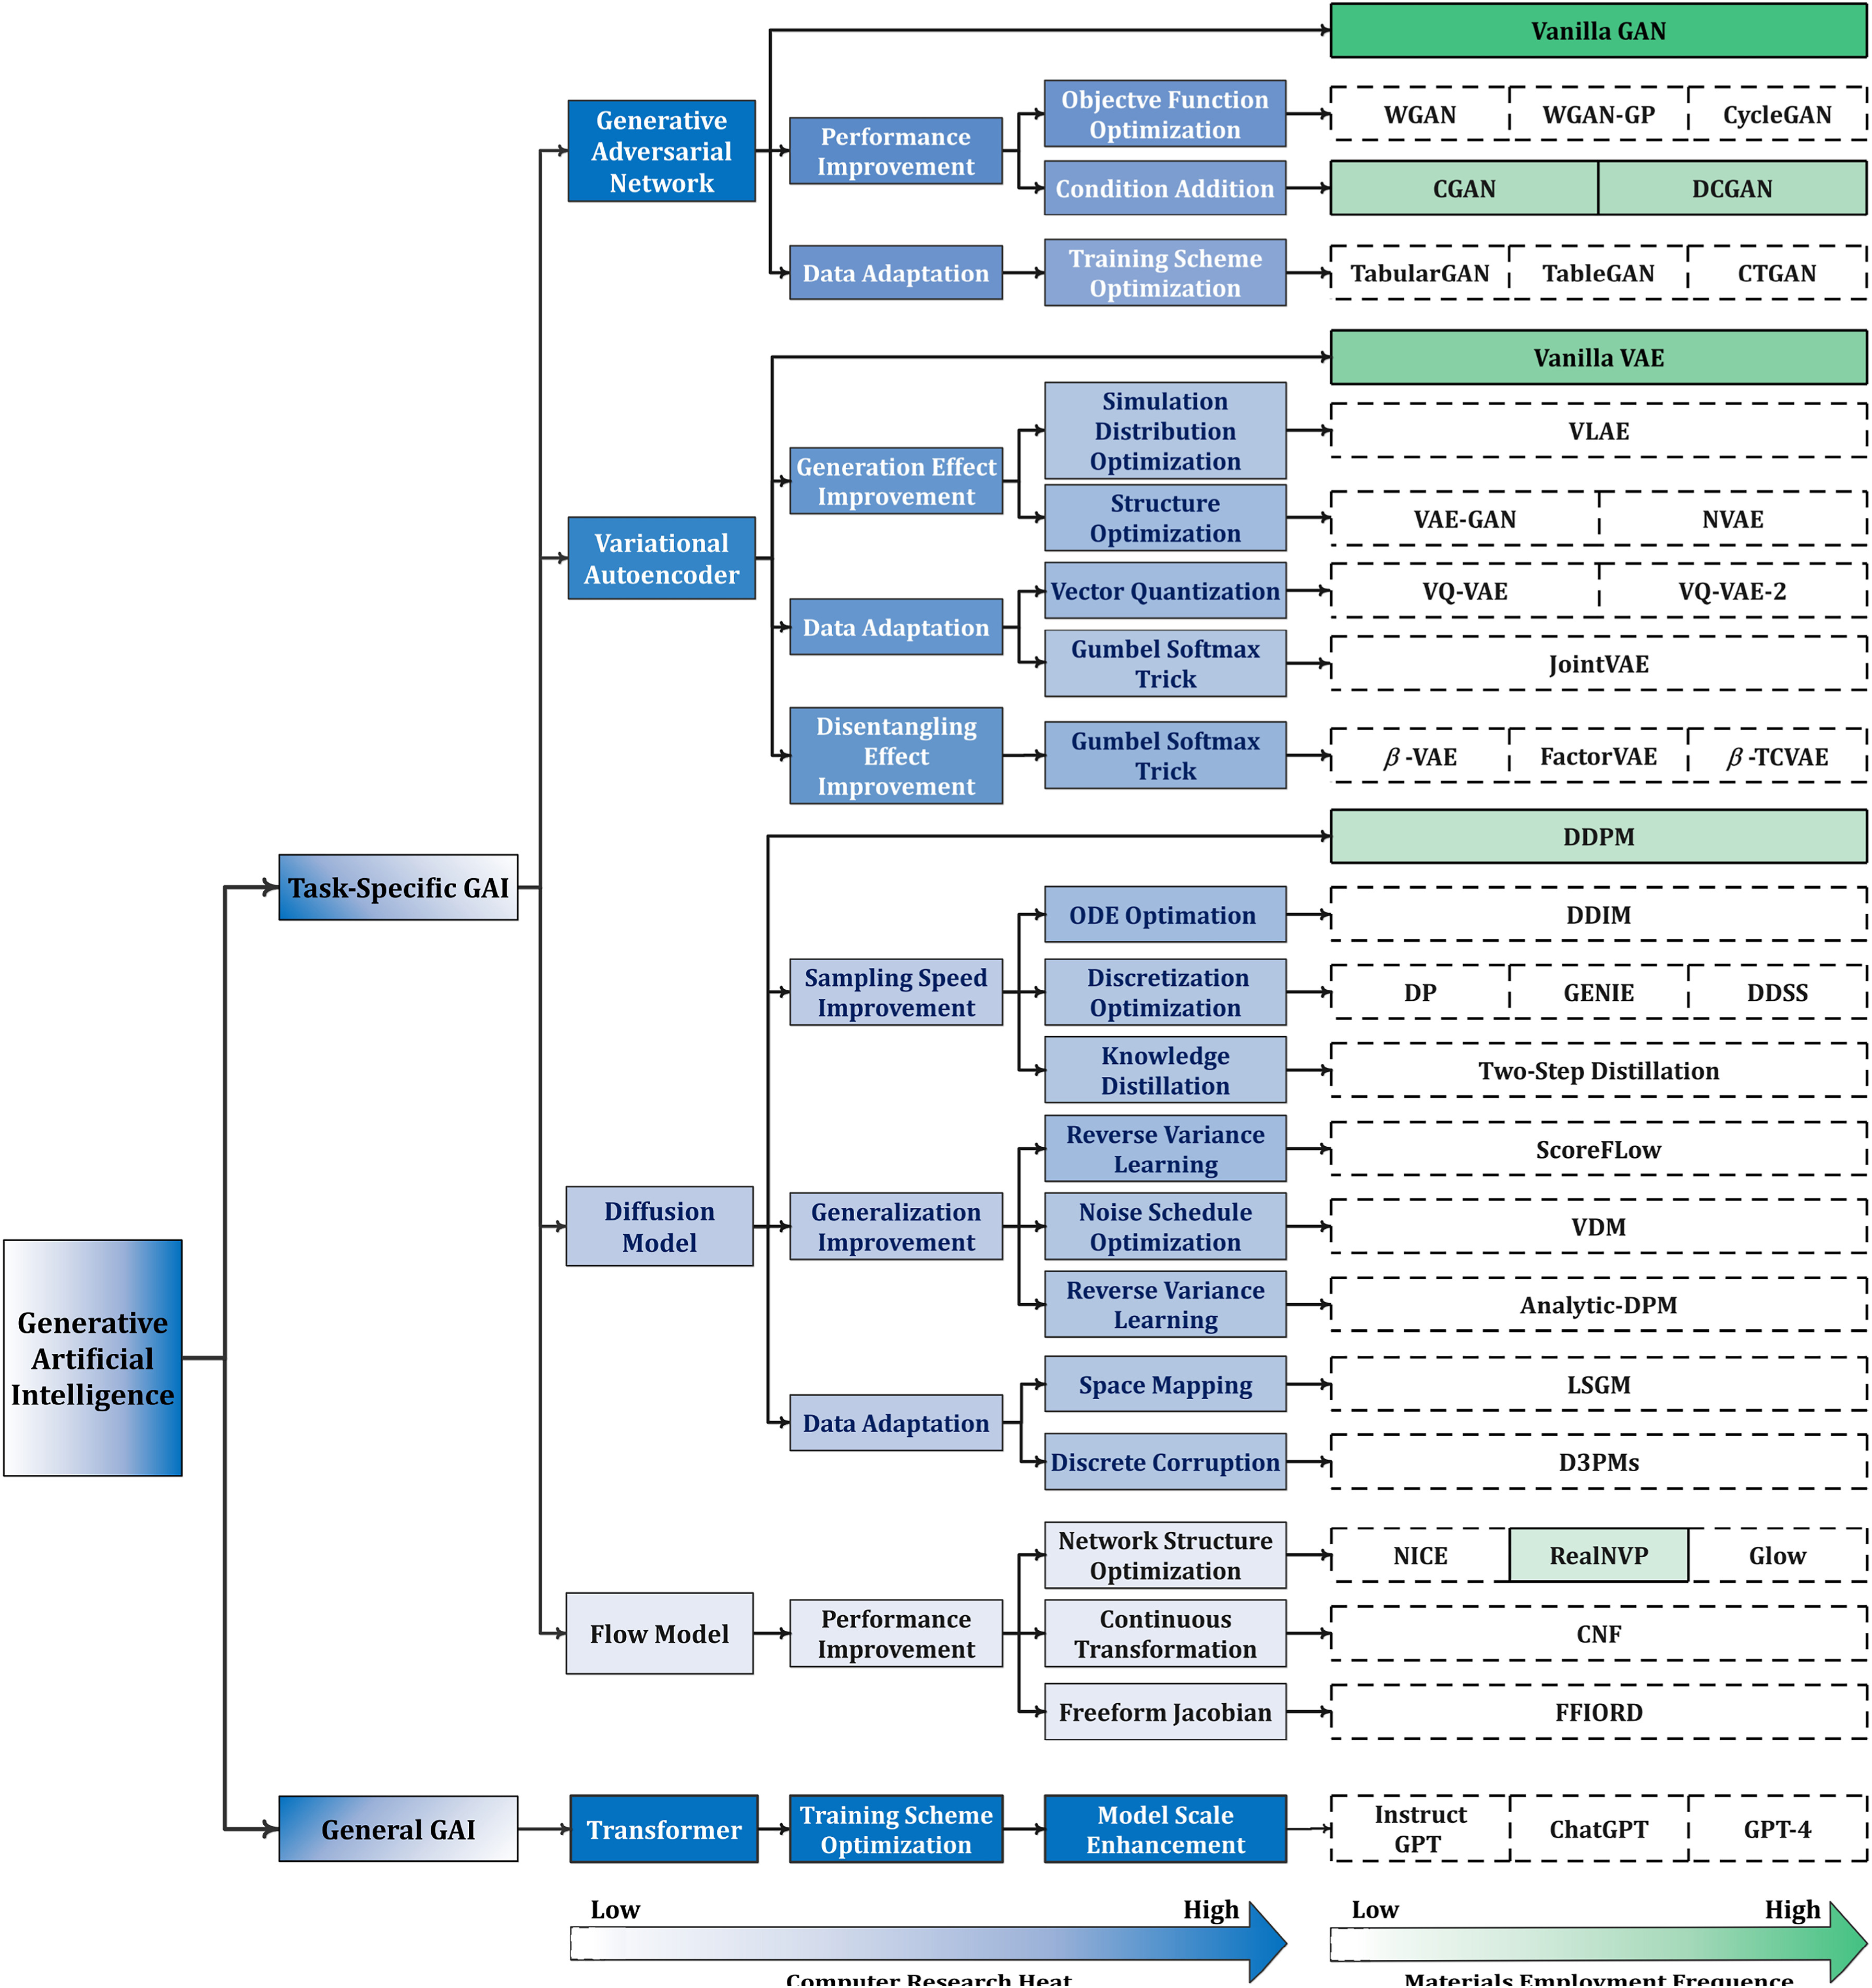 Vanilla GAN
Generative
Adversarial
Network
Performance
Improvement
Objectve Function
Optimization
WGAN
WGAN-GP
CycleGAN
Condition Addition
CGAN
DCGAN
Data Adaptation
Training Scheme
Optimization
TabularGAN
TableGAN
CTGAN
Vanilla VAE
Variational
Autoencoder
Generation Effect
Improvement
Simulation
Distribution
Optimization
VLAE
Structure
Optimization
VAE-GAN
NVAE
Data Adaptation
Vector Quantization
VQ-VAE
VQ-VAE-2
Gumbel Softmax
Trick
JointVAE
Disentangling
Effect
Improvement
Gumbel Softmax
Trick
β-VAE
FactorVAE
β-TCVAE
Task-Specific GAI
DDPM
Diffusion
Model
Sampling Speed
Improvement
ODE Optimation
DDIM
Discretization
Optimization
DP
GENIE
DDSS
Knowledge
Distillation
Two-Step Distillation
Generalization
Improvement
Reverse Variance
Learning
ScoreFLow
Noise Schedule
Optimization
VDM
Reverse Variance
Learning
Analytic-DPM
Generative
Artificial
Intelligence
Data Adaptation
Space Mapping
LSGM
Discrete Corruption
D3PMs
Flow Model
Performance
Improvement
Network Structure
Optimization
NICE
RealNVP
Glow
Continuous
Transformation
CNF
Freeform Jacobian
FFIORD
General GAI
Transformer
Training Scheme
Optimization
Model Scale
Enhancement
Instruct
GPT
ChatGPT
GPT-4
Low
High
Computer Research Heat
Low
High
Materials Employment Frequence